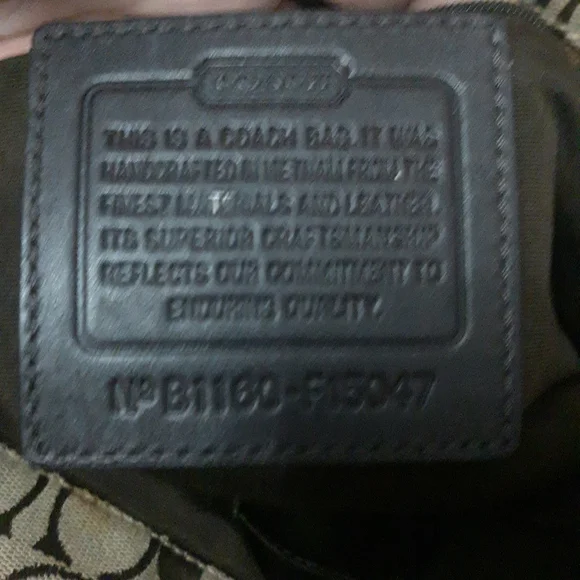 COACH
THIS IS A COACH BAG. IT WAS
HANDCRAFTED IN VIETNAM FROM THE
FINEST MATERIALS AND LEATHER.
ITS SUPERIOR CRAFTSMANSHIP
REFLECTS OUR COMMITMENT TO
ENDURING QUALITY.
Nº B1160-F15047